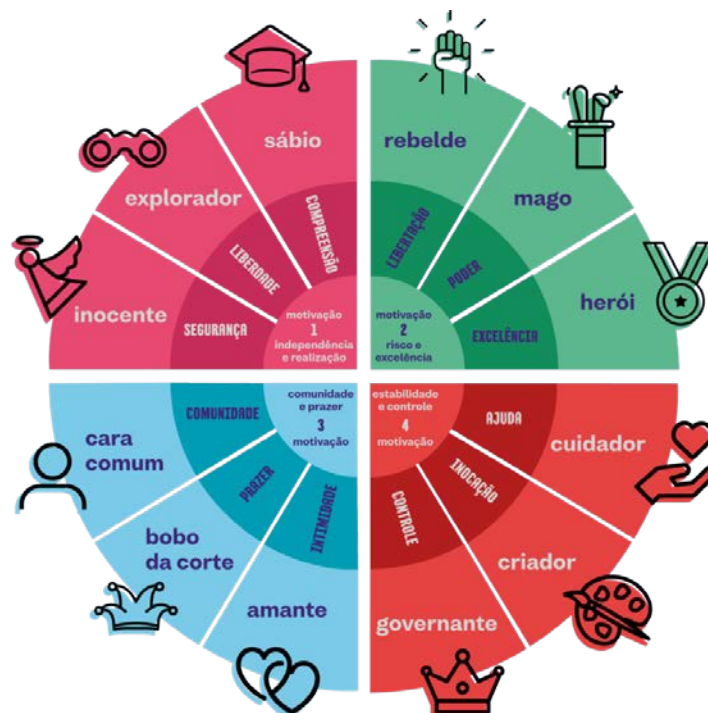 sábio
explorador
inocente
COMPREENSÃO
LIBERDADE
SEGURANÇA
motivação
1
independência
e realização
rebelde
mago
herói
LIBERTAÇÃO
PODER
EXCELÊNCIA
motivação
2
risco e
excelência
cara
comum
bobo
da corte
amante
COMUNIDADE
PRAZER
INTIMIDADE
comunidade
e prazer
3
motivação
cuidador
criador
governante
AJUDA
INOCAÇÃO
CONTROLE
estabilidade
e controle
4
motivação